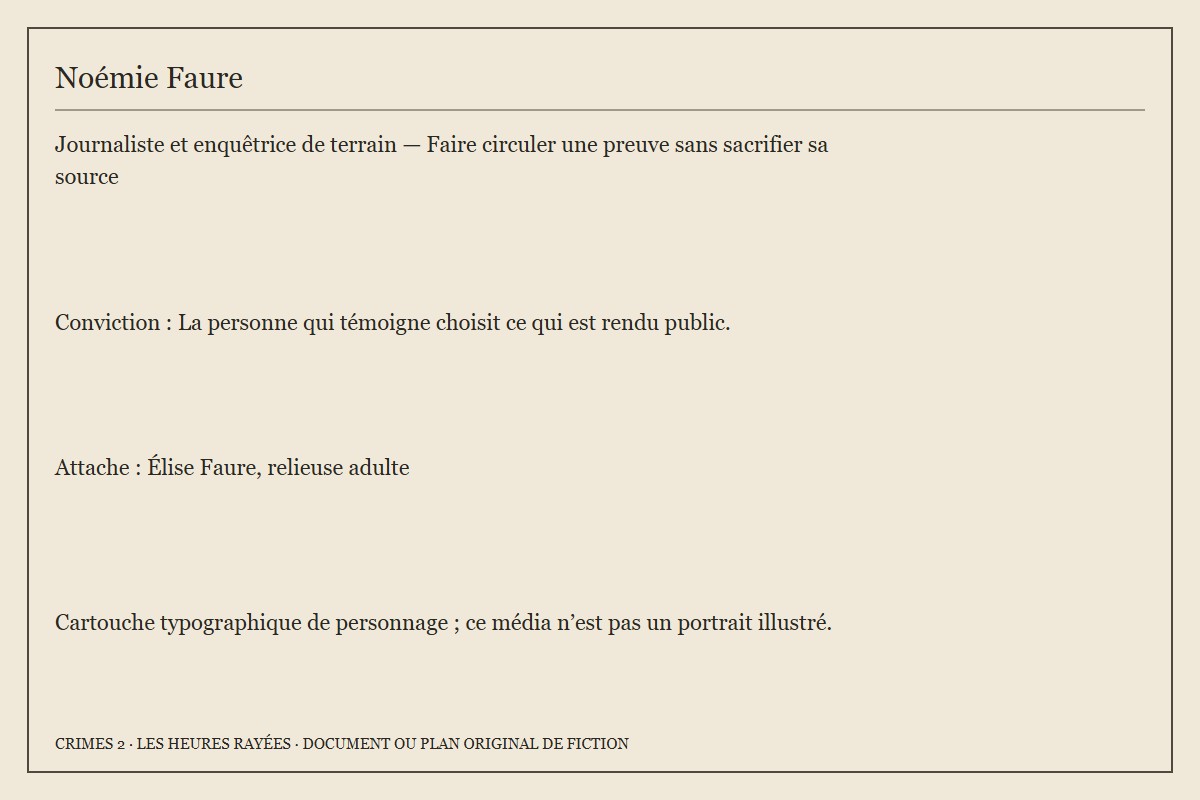 Noémie Faure
Journaliste et enquêtrice de terrain — Faire circuler une preuve sans sacrifier sa
source
Conviction : La personne qui témoigne choisit ce qui est rendu public.
Attache : Élise Faure, relieuse adulte
Cartouche typographique de personnage ; ce média n’est pas un portrait illustré.
CRIMES 2 · LES HEURES RAYÉES · DOCUMENT OU PLAN ORIGINAL DE FICTION